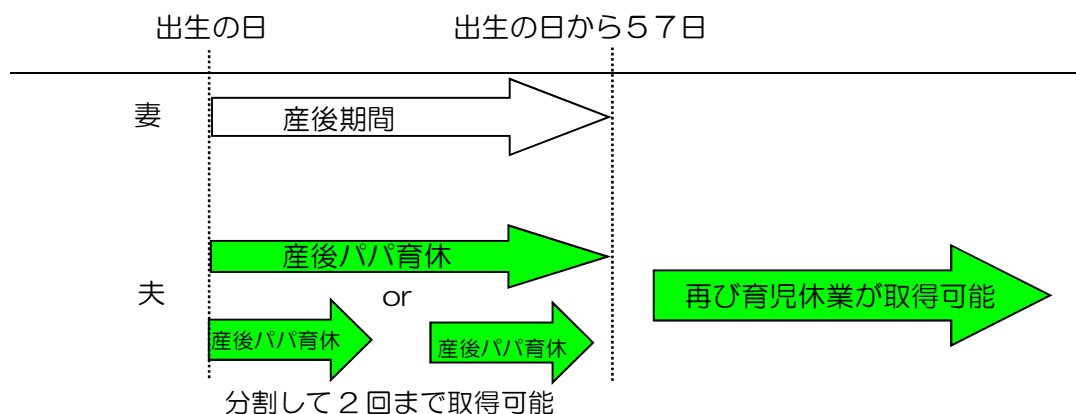 出生の日
出生の日から５７日
妻
産後期間
産後パパ育休
夫
or
再び育児休業が取得可能
産後パパ育休
産後パパ育休
分割して２回まで取得可能